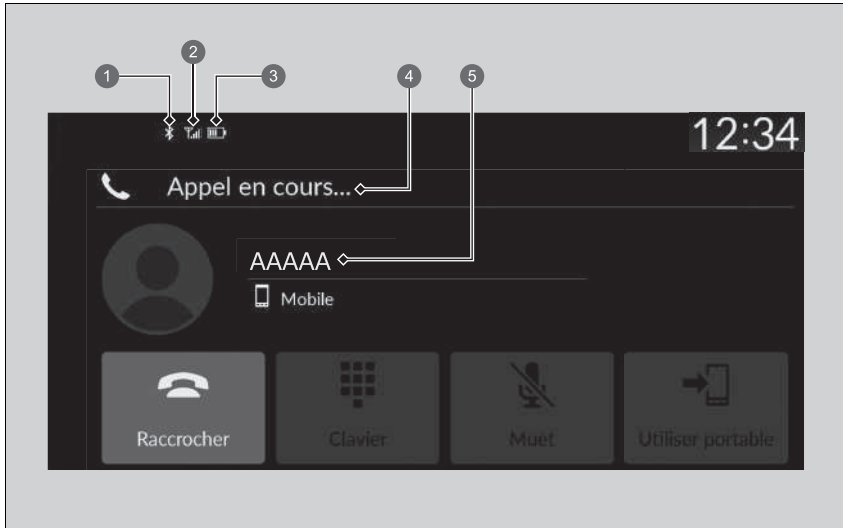 1 2 3 4 5
12:34
Appel en cours...
AAAAA
Mobile
Raccrocher Clavier Muet Utiliser portable